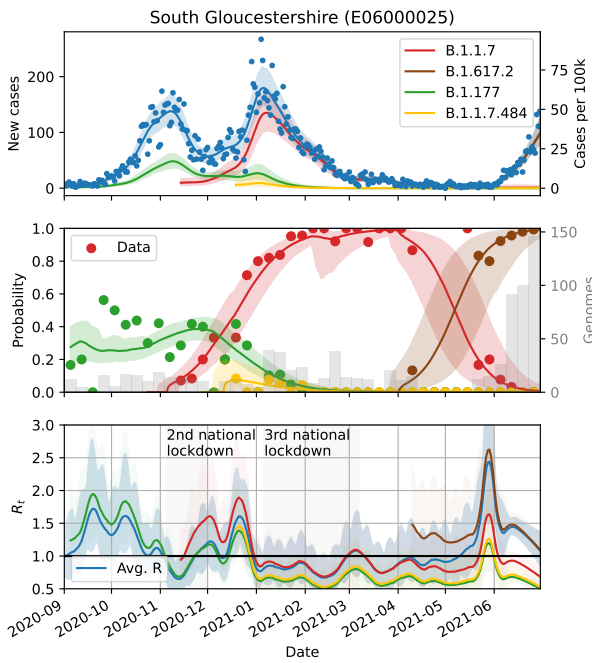 South Gloucestershire (E06000025)
200
100
0
New cases
B.1.1.7
B.1.617.2
B.1.177
B.1.1.7.484
75
50
25
0
Cases per 100k
1.0
0.8
0.6
0.4
0.2
0.0
Probability
Data
150
100
50
0
Genomes
3.0
2.5
2.0
1.5
1.0
0.5
Rt
2nd national
lockdown
3rd national
lockdown
Avg. R
2020-09
2020-10
2020-11
2020-12
2021-01
2021-02
2021-03
2021-04
2021-05
2021-06
Date